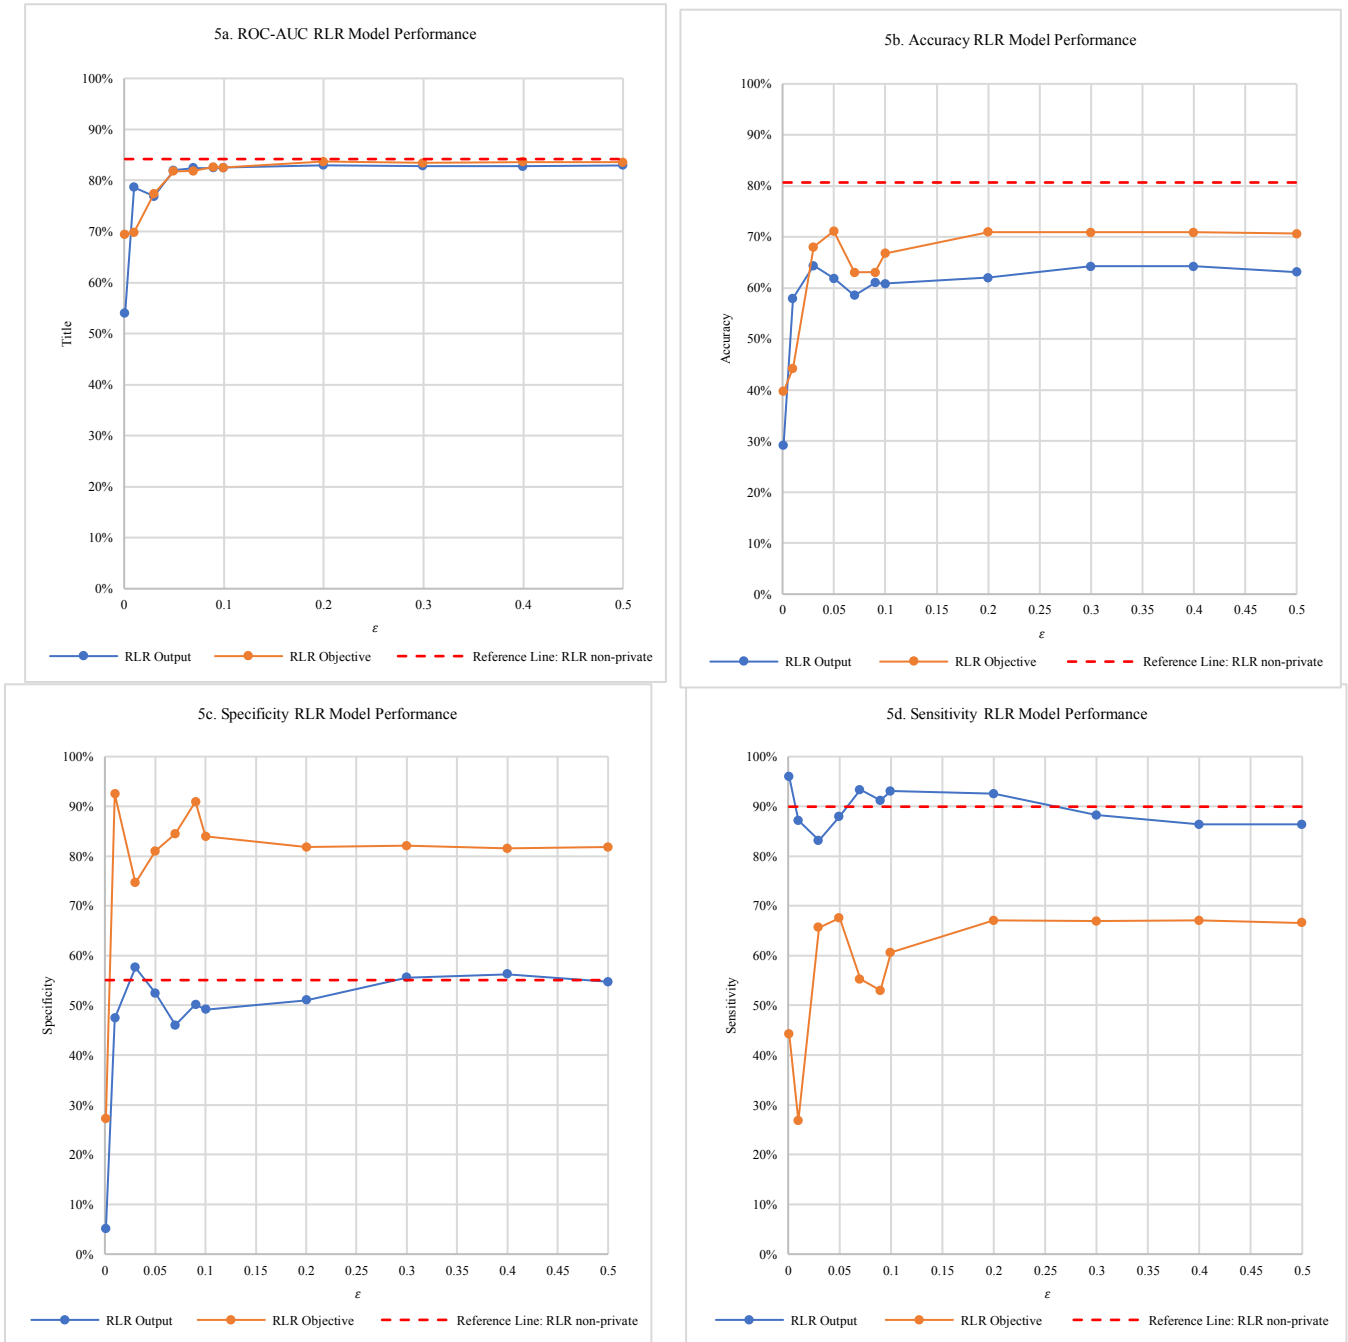 5a. ROC-AUC RLR Model Performance
100%
90%
80%
70%
60%
50%
40%
30%
20%
10%
0%
Title
0 0.1 0.2 0.3 0.4 0.5
ε
RLR Output RLR Objective Reference Line: RLR non-private
5b. Accuracy RLR Model Performance
100%
90%
80%
70%
60%
50%
40%
30%
20%
10%
0%
Accuracy
0 0.05 0.1 0.15 0.2 0.25 0.3 0.35 0.4 0.45 0.5
ε
RLR Output RLR Objective Reference Line: RLR non-private
5c. Specificity RLR Model Performance
100%
90%
80%
70%
60%
50%
40%
30%
20%
10%
0%
Specificity
0 0.05 0.1 0.15 0.2 0.25 0.3 0.35 0.4 0.45 0.5
ε
RLR Output RLR Objective Reference Line: RLR non-private
5d. Sensitivity RLR Model Performance
100%
90%
80%
70%
60%
50%
40%
30%
20%
10%
0%
Sensitivity
0 0.05 0.1 0.15 0.2 0.25 0.3 0.35 0.4 0.45 0.5
ε
RLR Output RLR Objective Reference Line: RLR non-private